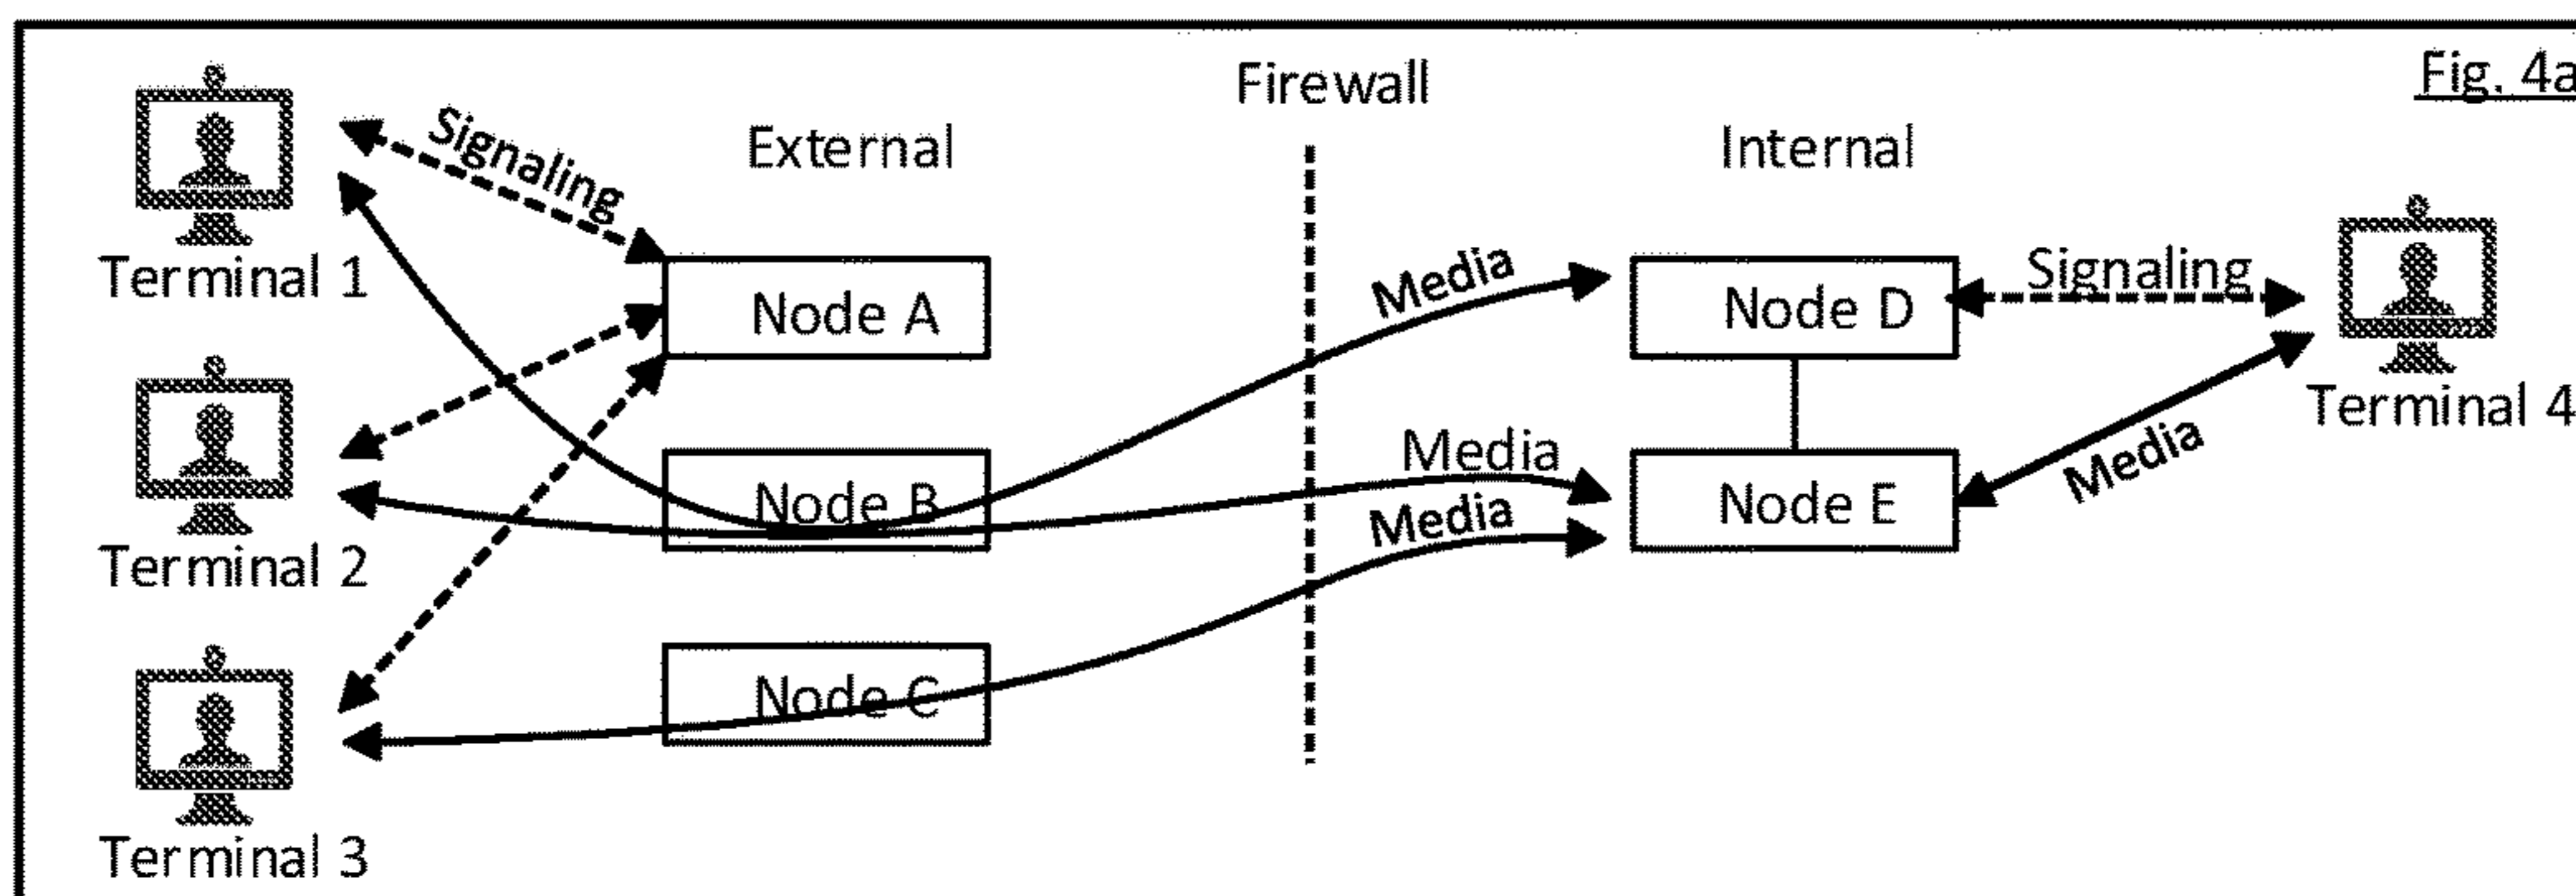 Fig. 4a
Firewall
External
Internal
Signaling
Terminal 1
Node A
Media
Node D
Signaling
Terminal 4
Terminal 2
Node B
Media
Media
Node E
Media
Node C
Terminal 3